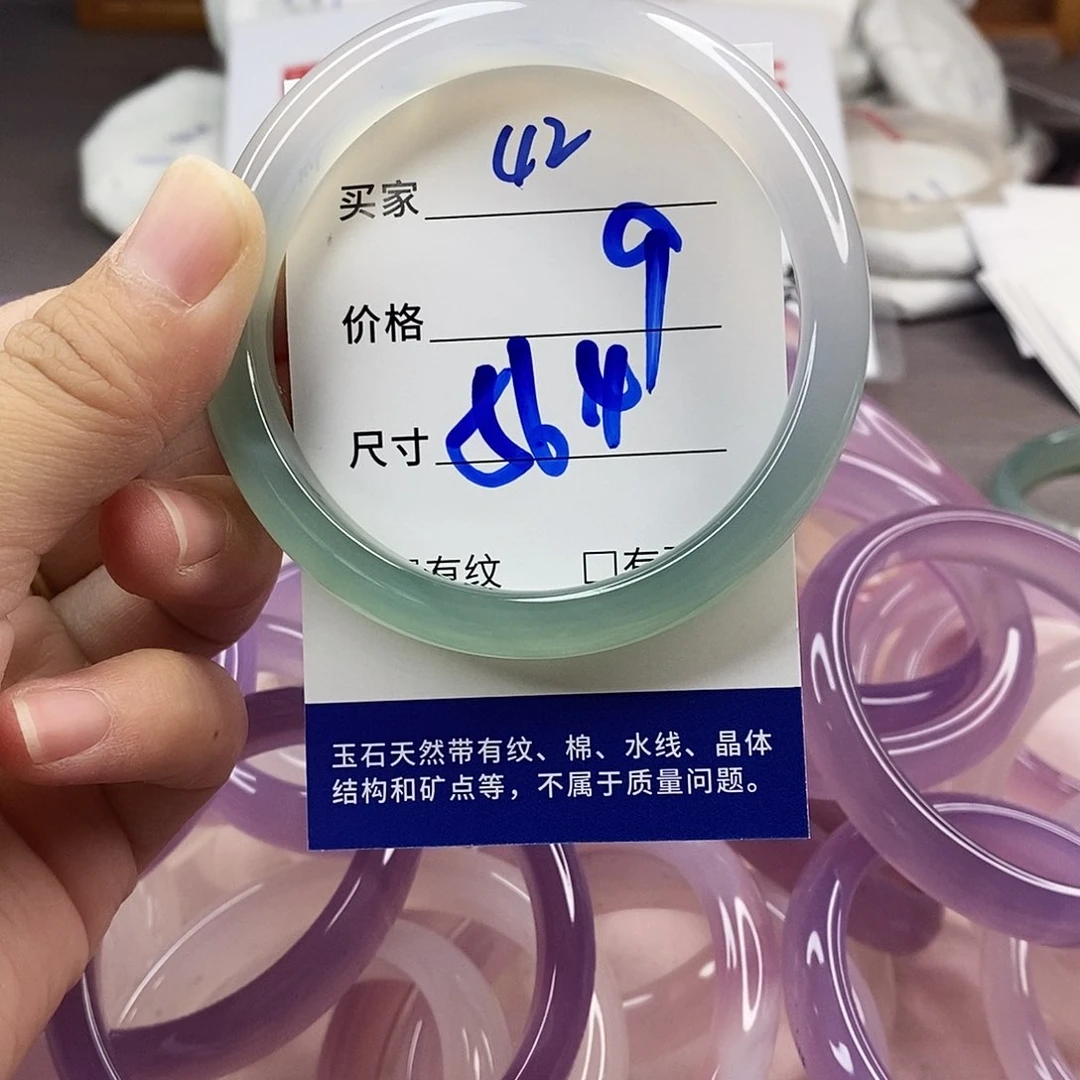 买家 42
价格 9
尺寸 56 4
有纹 □有
玉石天然带有纹、棉、水线、晶体
结构和矿点等，不属于质量问题。